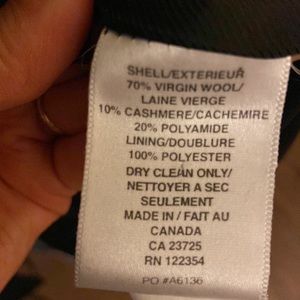 SHELL/EXTERIEUR
70% VIRGIN WOOL/
LAINE VIERGE
10% CASHMERE/CACHEMIRE
20% POLYAMIDE
LINING/DOUBLURE
100% POLYESTER
DRY CLEAN ONLY/
NETTOYER A SEC
SEULEMENT
MADE IN / FAIT AU
CANADA
CA 23725
RN 122354
PO #A6136